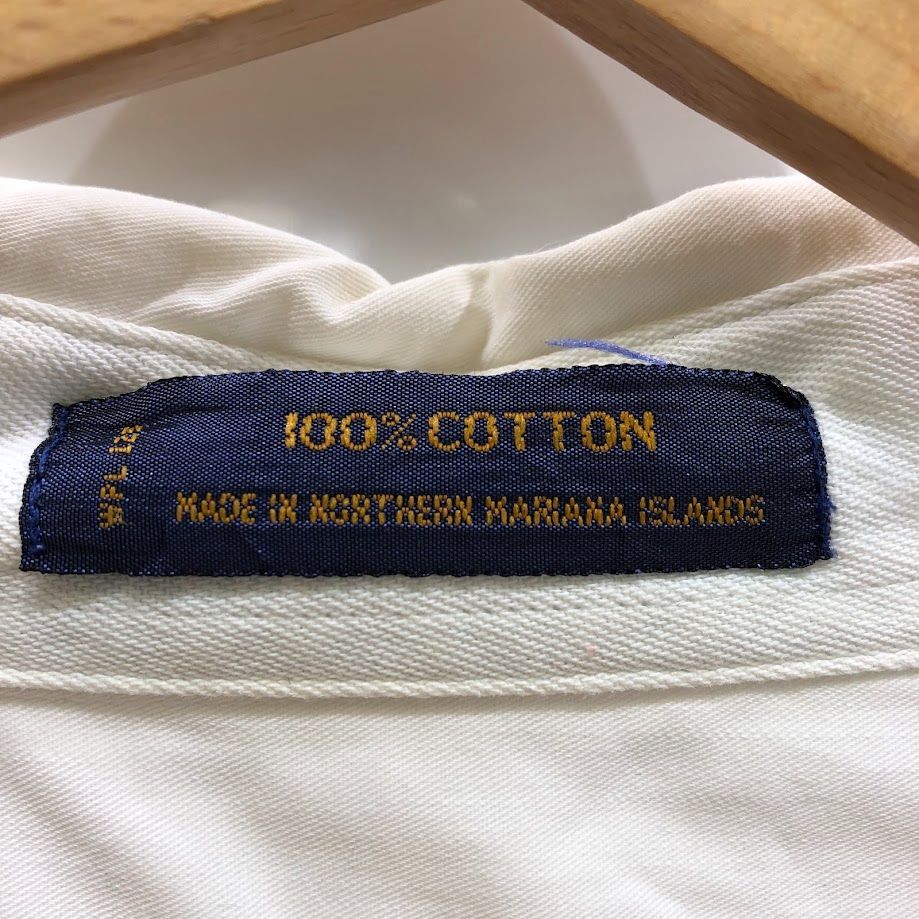 100% COTTON
MADE IN NORTHERN MARIANA ISLANDS